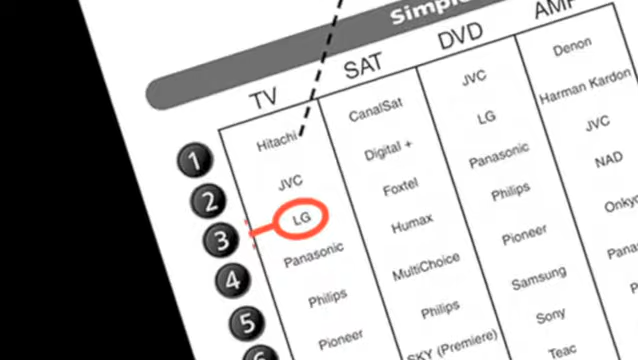 Simple
TV SAT DVD AMP
1 Hitachi CanalSat JVC Denon
2 JVC Digital + LG Harman Kardon
3 LG Foxtel Panasonic JVC
4 Panasonic Humax Philips NAD
5 Philips MultiChoice Pioneer
6 Pioneer Philips Samsung
SKY (Premiere) Sony
Teac